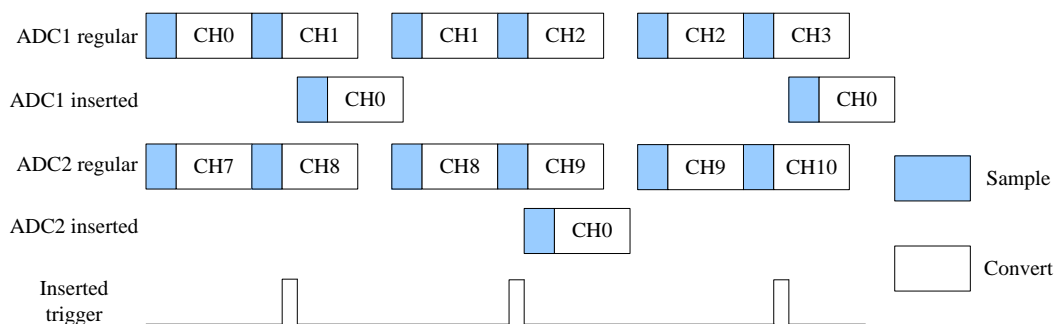 ADC1 regular CH0 CH1 CH1 CH2 CH2 CH3
ADC1 inserted CH0 CH0
ADC2 regular CH7 CH8 CH8 CH9 CH9 CH10
Sample
ADC2 inserted CH0
Convert
Inserted
trigger